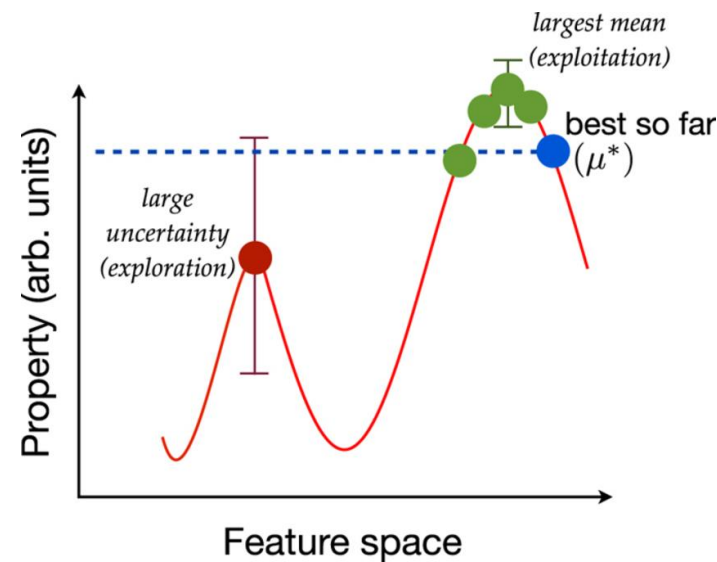 largest mean
(exploitation)
best so far
(μ*)
large
uncertainty
(exploration)
Property (arb. units)
Feature space